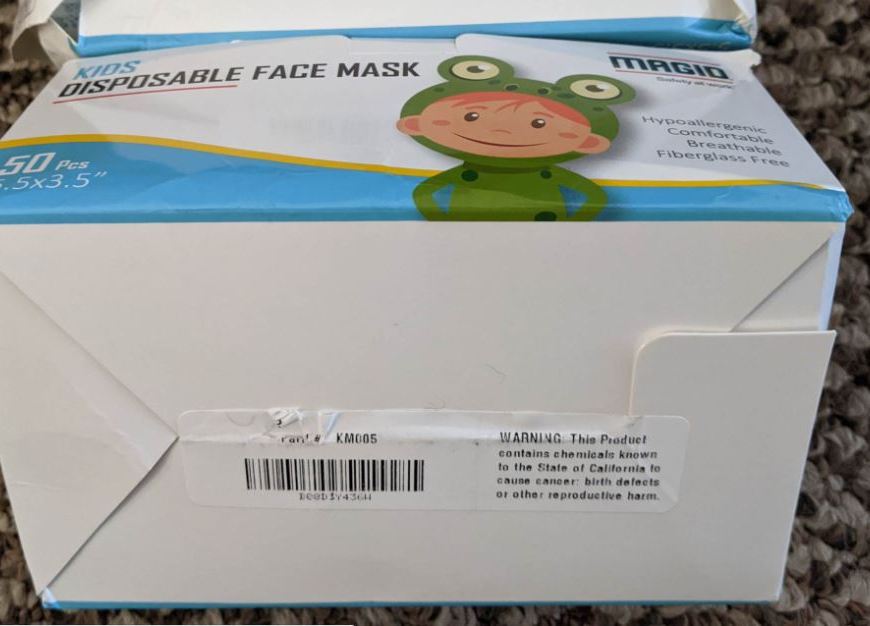 KIDS
DISPOSABLE FACE MASK
50 Pcs
5.5x3.5"
MAGID
Safety at work
Hypoallergenic
Comfortable
Breathable
Fiberglass Free
Part # KM005
WARNING: This Product
contains chemicals known
to the State of California to
cause cancer: birth defects
or other reproductive harm.